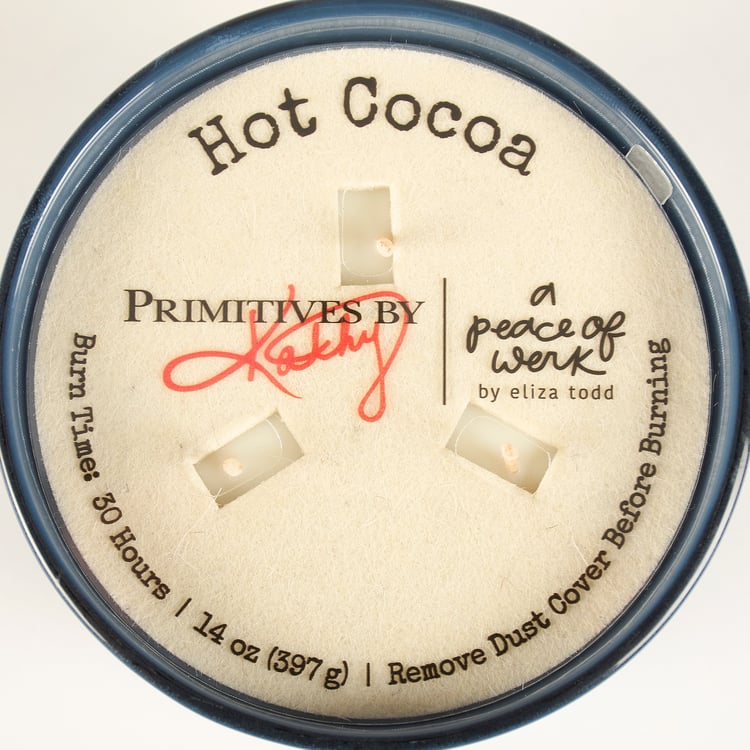 Hot Cocoa
PRIMITIVES BY
Kathy
a
peace of
werk
by eliza todd
Burn Time: 30 Hours | 14 oz (397 g) | Remove Dust Cover Before Burning